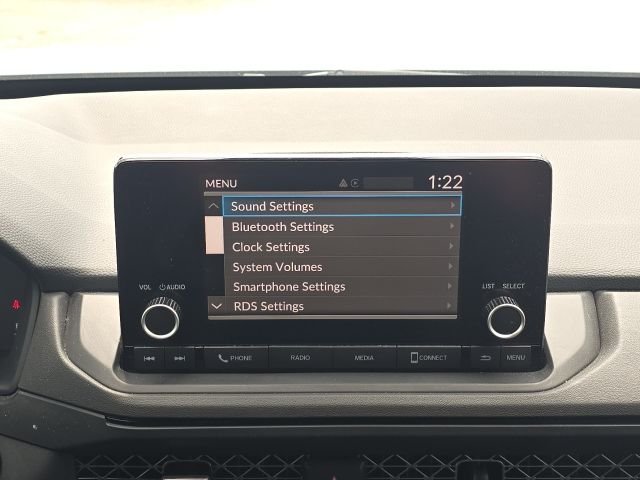 MENU 1:22
Sound Settings
Bluetooth Settings
Clock Settings
System Volumes
Smartphone Settings
RDS Settings
VOL AUDIO LIST SELECT
PHONE RADIO MEDIA CONNECT MENU